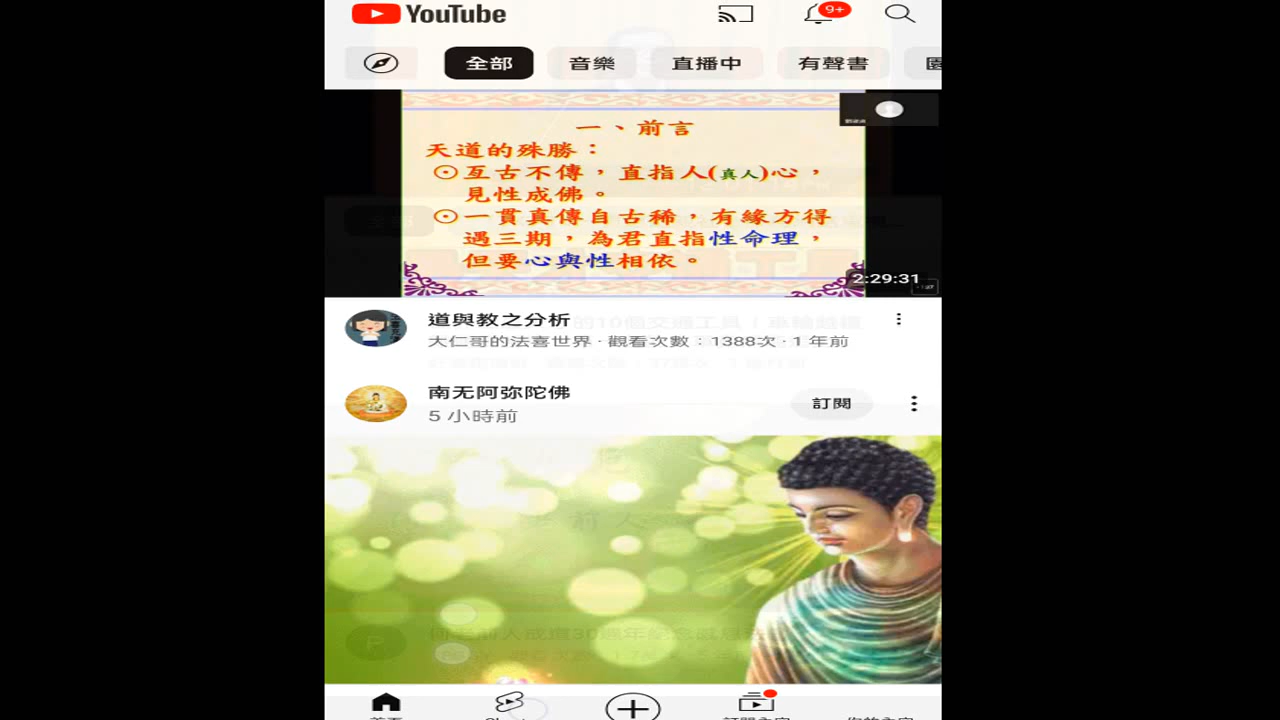 YouTube
9+
全部
音樂
直播中
有聲書
一、前言
天道的殊勝：
⊙亙古不傳，直指人(真人)心，
見性成佛。
⊙一貫真傳自古稀，有緣方得
遇三期，為君直指性命理，
但要心與性相依。
2:29:31
道與教之分析
大仁哥的法喜世界 · 觀看次數：1388次 · 1 年前
南无阿弥陀佛
訂閱
5 小時前